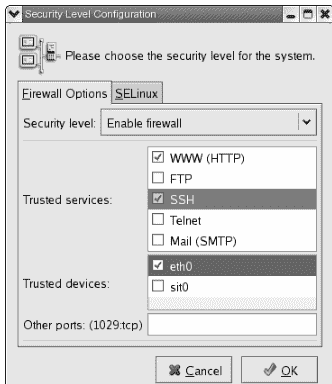 Security Level Configuration
Please choose the security level for the system.
Firewall Options
SELinux
Security level: Enable firewall
Trusted services:
WWW (HTTP)
FTP
SSH
Telnet
Mail (SMTP)
Trusted devices:
eth0
sit0
Other ports: (1029:tcp)
Cancel
OK